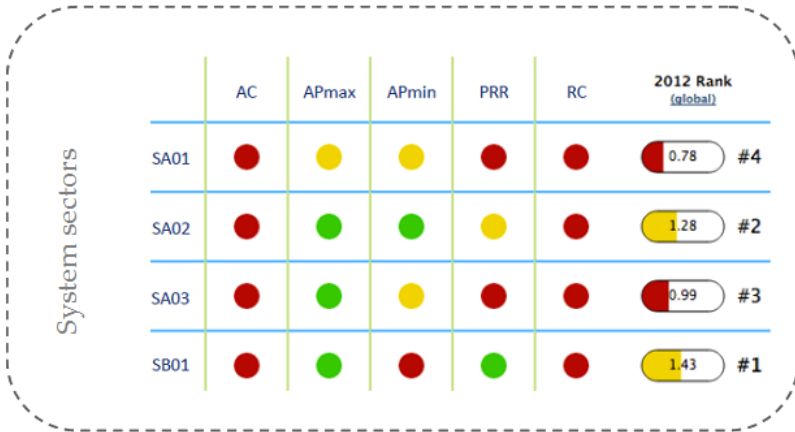 System sectors
AC APmax APmin PRR RC 2012 Rank
(global)
SA01 0.78 #4
SA02 1.28 #2
SA03 0.99 #3
SB01 1.43 #1